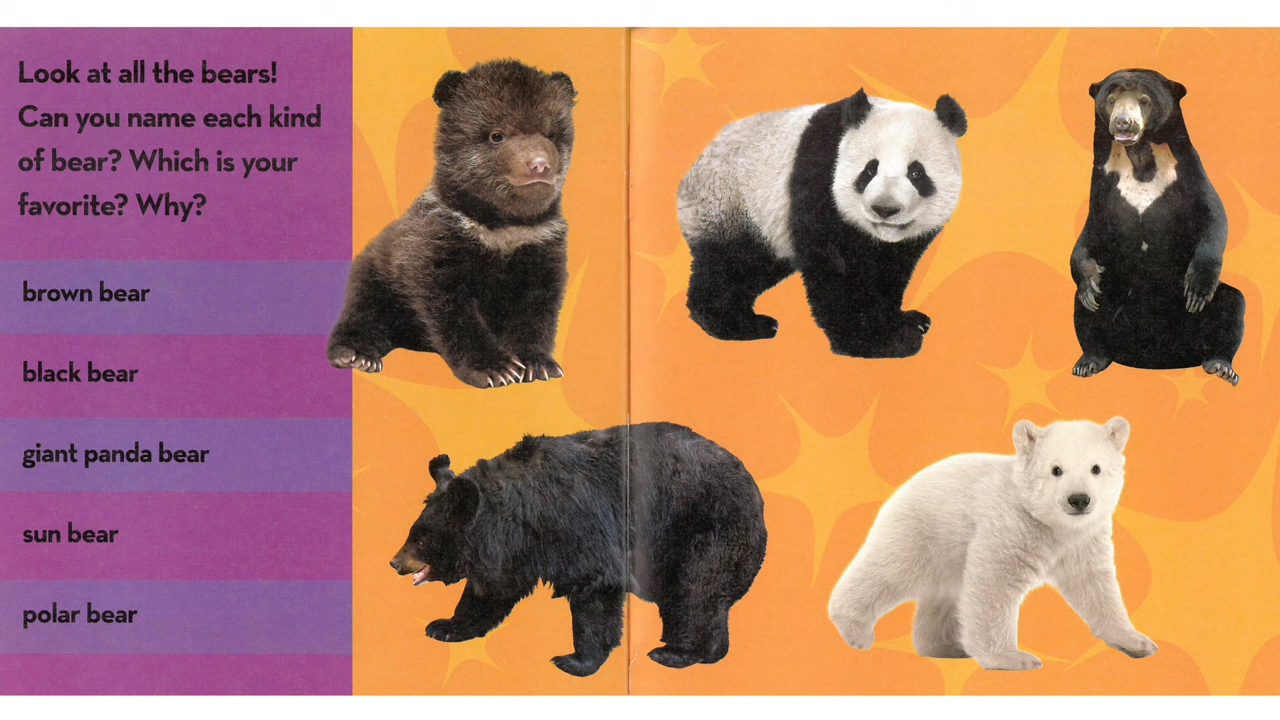 Look at all the bears!
Can you name each kind
of bear? Which is your
favorite? Why?
brown bear
black bear
giant panda bear
sun bear
polar bear